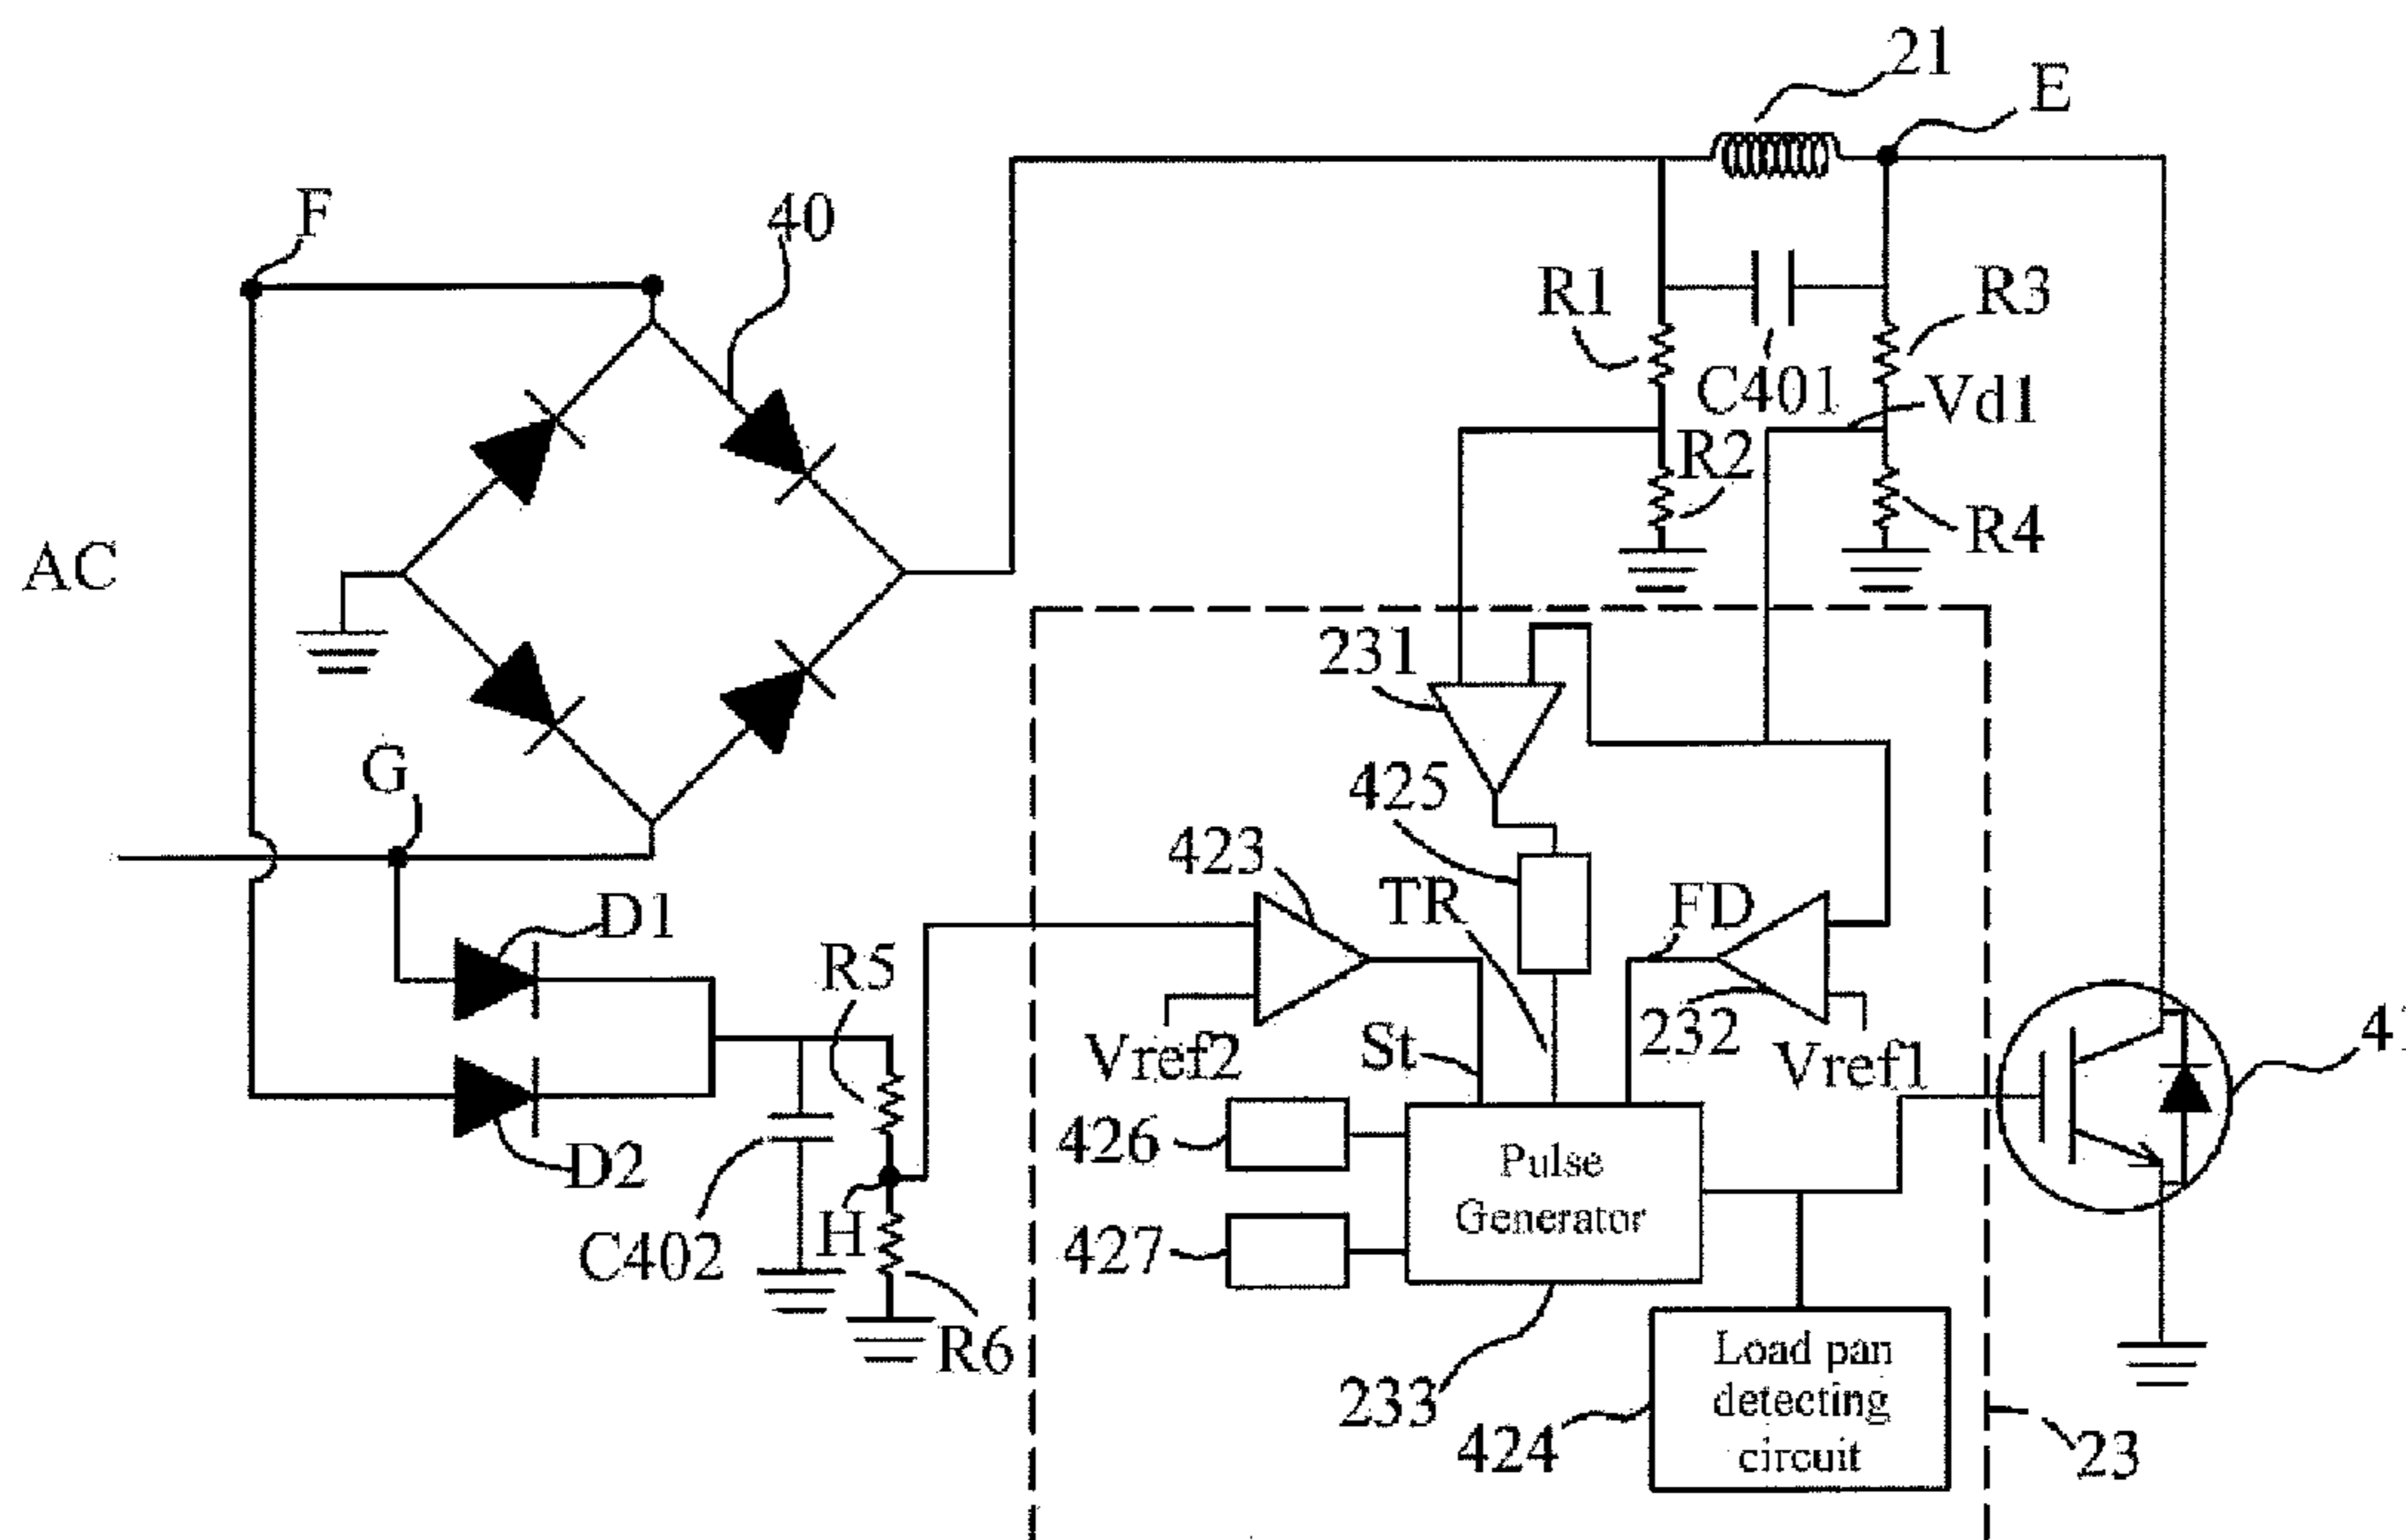 21
E
F
40
R1
R3
C401
Vd1
R2
R4
AC
231
G
425
423
TR
FD
D1
R5
Vref2
St
232
Vref1
41
426
Pulse
Generator
D2
H
C402
427
R6
233
Load pan
detecting
circuit
424
23